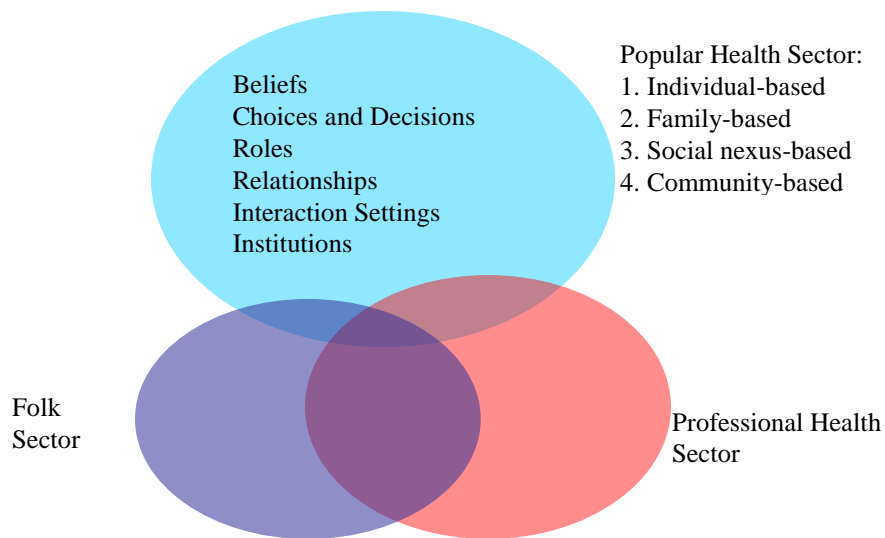 Popular Health Sector:
1. Individual-based
2. Family-based
3. Social nexus-based
4. Community-based
Beliefs
Choices and Decisions
Roles
Relationships
Interaction Settings
Institutions
Folk
Sector
Professional Health
Sector